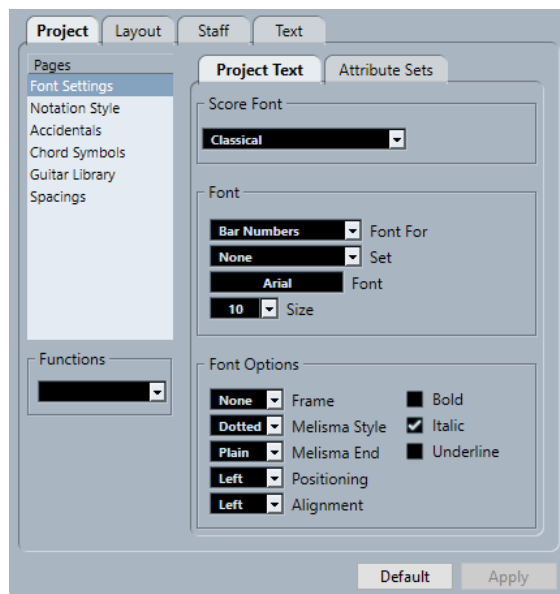 Project Layout Staff Text
Pages
Font Settings
Notation Style
Accidentals
Chord Symbols
Guitar Library
Spacings
Functions
Project Text Attribute Sets
Score Font
Classical
Font
Bar Numbers Font For
None Set
Arial Font
10 Size
Font Options
None Frame Bold
Dotted Melisma Style Italic
Plain Melisma End Underline
Left Positioning
Left Alignment
Default Apply